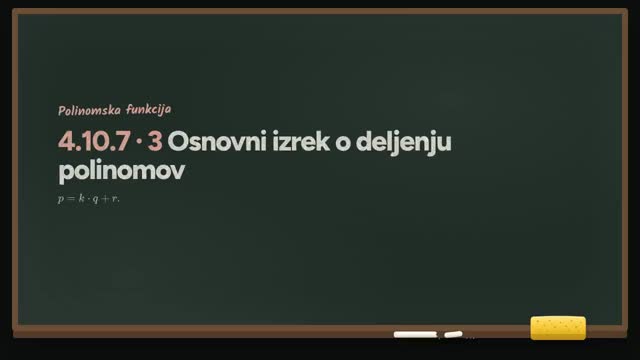 Polinomska funkcija
4.10.7 · 3 Osnovni izrek o deljenju
polinomov
p = k · q + r.